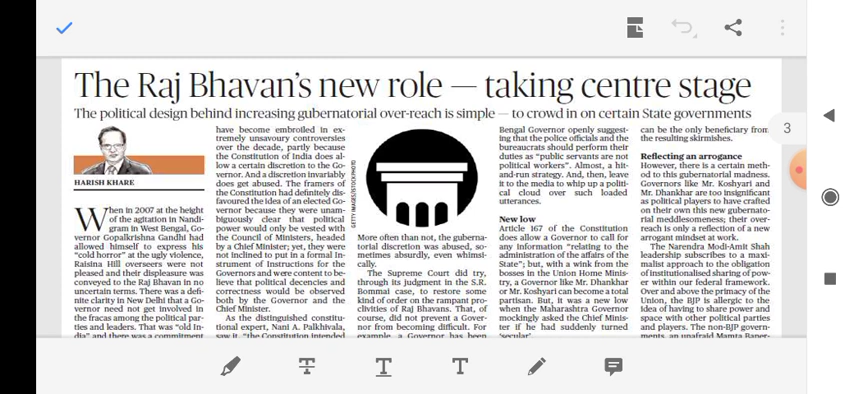 The Raj Bhavan's new role — taking centre stage
The political design behind increasing gubernatorial over-reach is simple — to crowd in on certain State governments
3
HARISH KHARE
When in 2007 at the height
of the agitation in Nandi-
gram in West Bengal, Go-
vernor Gopalkrishna Gandhi had
allowed himself to express his
"cold horror" at the ugly violence,
Raisina Hill overseers were not
pleased and their displeasure was
conveyed to the Raj Bhavan in no
uncertain terms. There was a defi-
nite clarity in New Delhi that a Go-
vernor need not get involved in
the fracas among the political par-
ties and leaders. That was "old In-
dia" and there was a commitment
have become embroiled in ex-
tremely unsavoury controversies
over the decade, partly because
the Constitution of India does al-
low a certain discretion to the Go-
vernor. And a discretion invariably
does get abused. The framers of
the Constitution had definitely dis-
favoured the idea of an elected Go-
vernor because they were unam-
biguously clear that political
power would only be vested with
the Council of Ministers, headed
by a Chief Minister; yet, they were
not inclined to put in a formal In-
strument of Instructions for the
Governors and were content to be-
lieve that political decencies and
correctness would be observed
both by the Governor and the
Chief Minister.
As the distinguished constitu-
tional expert, Nani A. Palkhivala,
saw it, "the Constitution intended
GETTY IMAGES/ISTOCKPHOTO
More often than not, the guberna-
torial discretion was abused, so-
metimes absurdly, even whimsi-
cally.
The Supreme Court did try,
through its judgment in the S.R.
Bommai case, to restore some
kind of order on the rampant pro-
clivities of Raj Bhavans. That, of
course, did not prevent a Gover-
nor from becoming difficult. For
example, a Governor has been
Bengal Governor openly suggest-
ing that the police officials and the
bureaucrats should perform their
duties as "public servants are not
political workers". Almost, a hit-
and-run strategy. And, then, leave
it to the media to whip up a politi-
cal cloud over such loaded
utterances.
New low
Article 167 of the Constitution
does allow a Governor to call for
any information "relating to the
administration of the affairs of the
State"; but, with a wink from the
bosses in the Union Home Minis-
try, a Governor like Mr. Dhankhar
or Mr. Koshyari can become a total
partisan. But, it was a new low
when the Maharashtra Governor
mockingly asked the Chief Minis-
ter if he had suddenly turned
'secular'.
can be the only beneficiary from
the resulting skirmishes.
Reflecting an arrogance
However, there is a certain meth-
od to this gubernatorial madness.
Governors like Mr. Koshyari and
Mr. Dhankar are too insignificant
as political players to have crafted
on their own this new gubernato-
rial meddlesomeness; their over-
reach is only a reflection of a new
arrogant mindset at work.
The Narendra Modi-Amit Shah
leadership subscribes to a maxi-
malist approach to the obligation
of institutionalised sharing of pow-
er within our federal framework.
Over and above the primacy of the
Union, the BJP is allergic to the
idea of having to share power and
space with other political parties
and players. The non-BJP govern-
ments, an unafraid Mamta Baner-